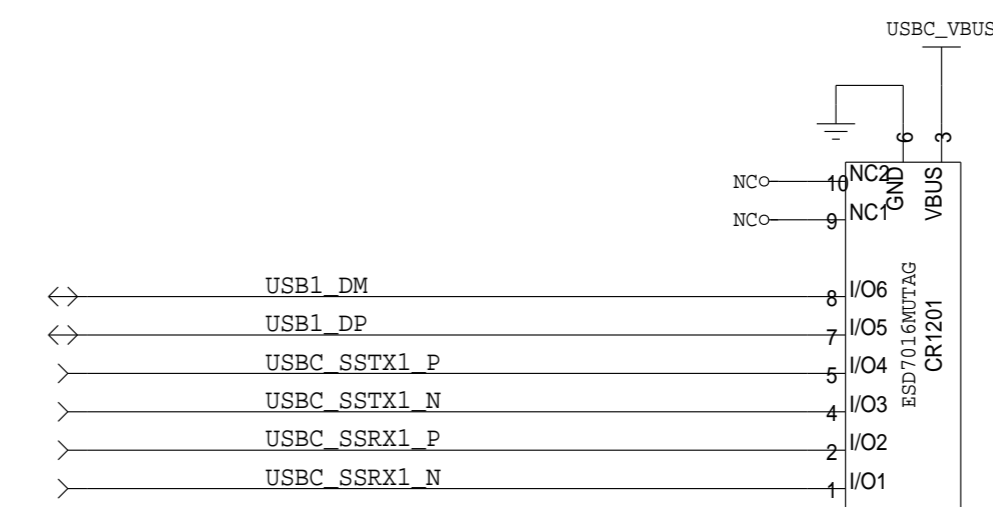 USBC_VBUS
6 3
NC 10 NC2 GND VBUS
NC 9 NC1
USB1_DM 8 I/O6
USB1_DP 7 I/O5
USBC_SSTX1_P 5 I/O4
USBC_SSTX1_N 4 I/O3
USBC_SSRX1_P 2 I/O2
USBC_SSRX1_N 1 I/O1
ESD7016MUTAG
CR1201